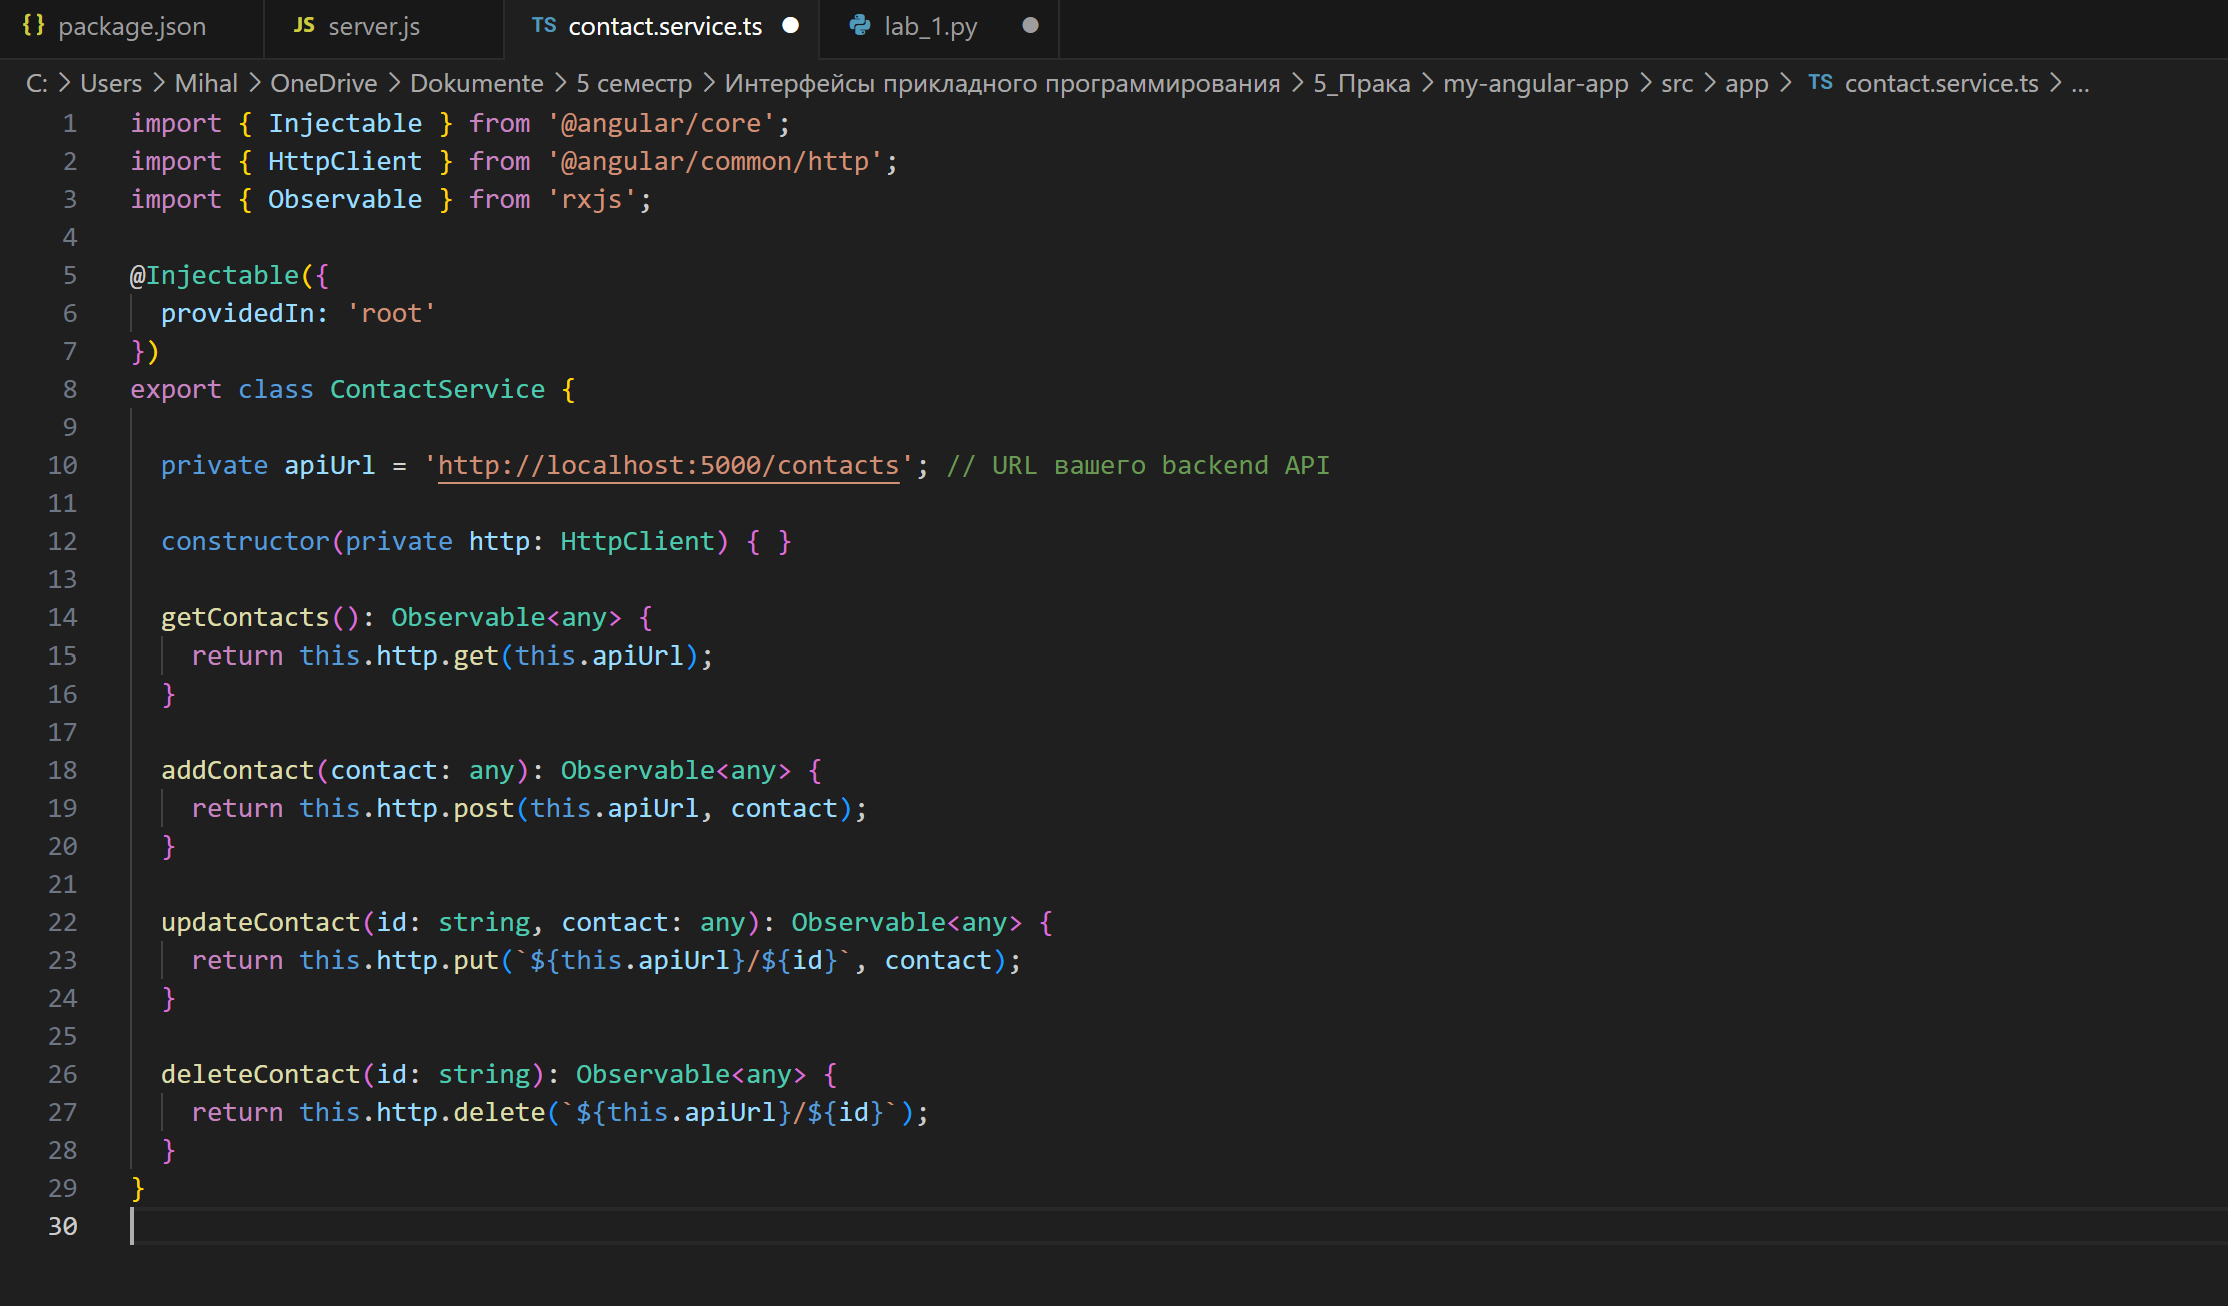 {} package.json JS server.js TS contact.service.ts lab_1.py
C: > Users > Mihal > OneDrive > Dokumente > 5 семестр > Интерфейсы прикладного программирования > 5_Прака > my-angular-app > src > app > TS contact.service.ts > ...
1 import { Injectable } from '@angular/core';
2 import { HttpClient } from '@angular/common/http';
3 import { Observable } from 'rxjs';
4
5 @Injectable({
6   providedIn: 'root'
7 })
8 export class ContactService {
9
10   private apiUrl = 'http://localhost:5000/contacts'; // URL вашего backend API
11
12   constructor(private http: HttpClient) { }
13
14   getContacts(): Observable<any> {
15     return this.http.get(this.apiUrl);
16   }
17
18   addContact(contact: any): Observable<any> {
19     return this.http.post(this.apiUrl, contact);
20   }
21
22   updateContact(id: string, contact: any): Observable<any> {
23     return this.http.put(`${this.apiUrl}/${id}`, contact);
24   }
25
26   deleteContact(id: string): Observable<any> {
27     return this.http.delete(`${this.apiUrl}/${id}`);
28   }
29 }
30